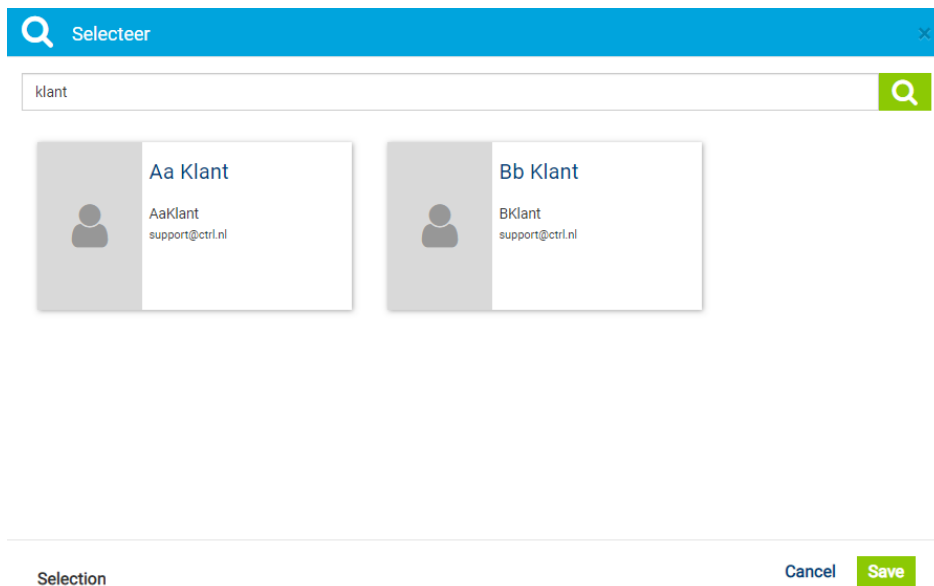 Selecteer
klant
Aa Klant
AaKlant
support@ctrl.nl
Bb Klant
BKlant
support@ctrl.nl
Selection
Cancel
Save